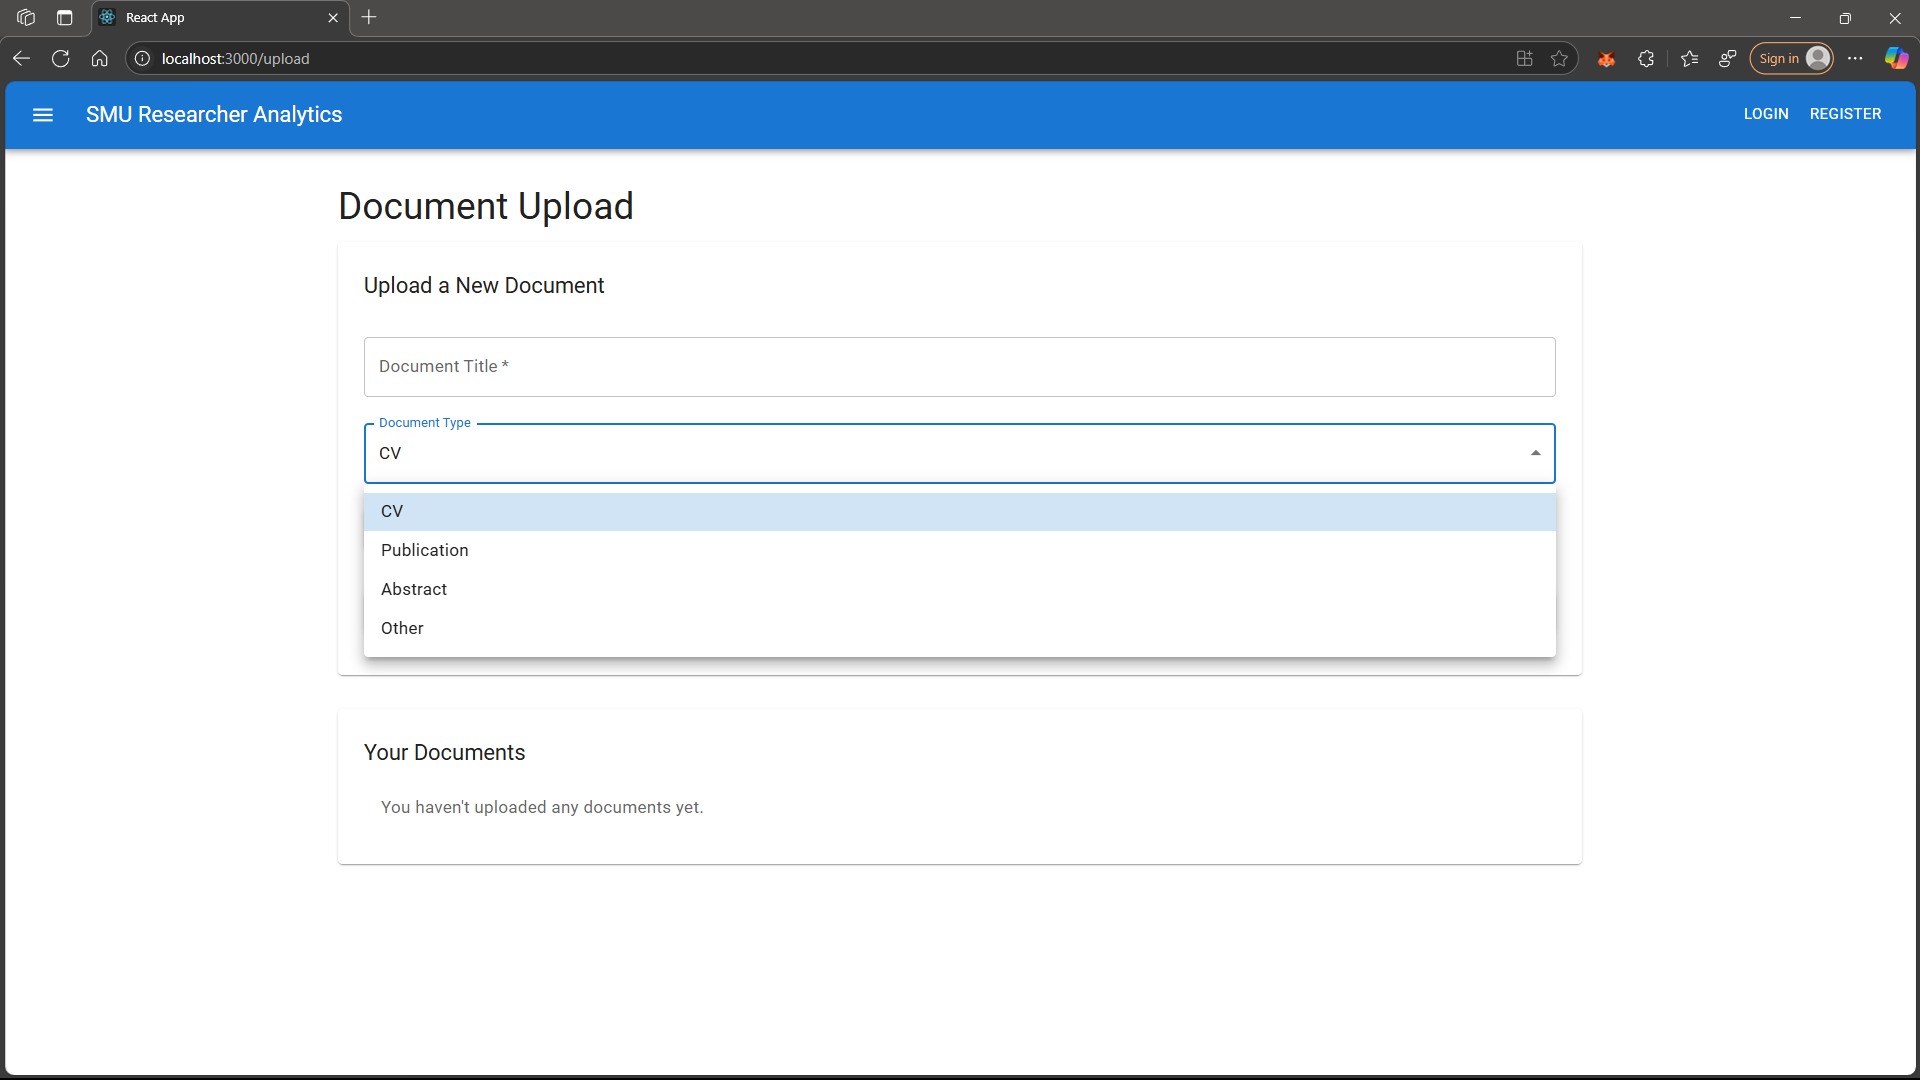 React App
localhost:3000/upload
Sign in
SMU Researcher Analytics
LOGIN REGISTER
Document Upload
Upload a New Document
Document Title *
Document Type
CV
CV
Publication
Abstract
Other
Your Documents
You haven't uploaded any documents yet.